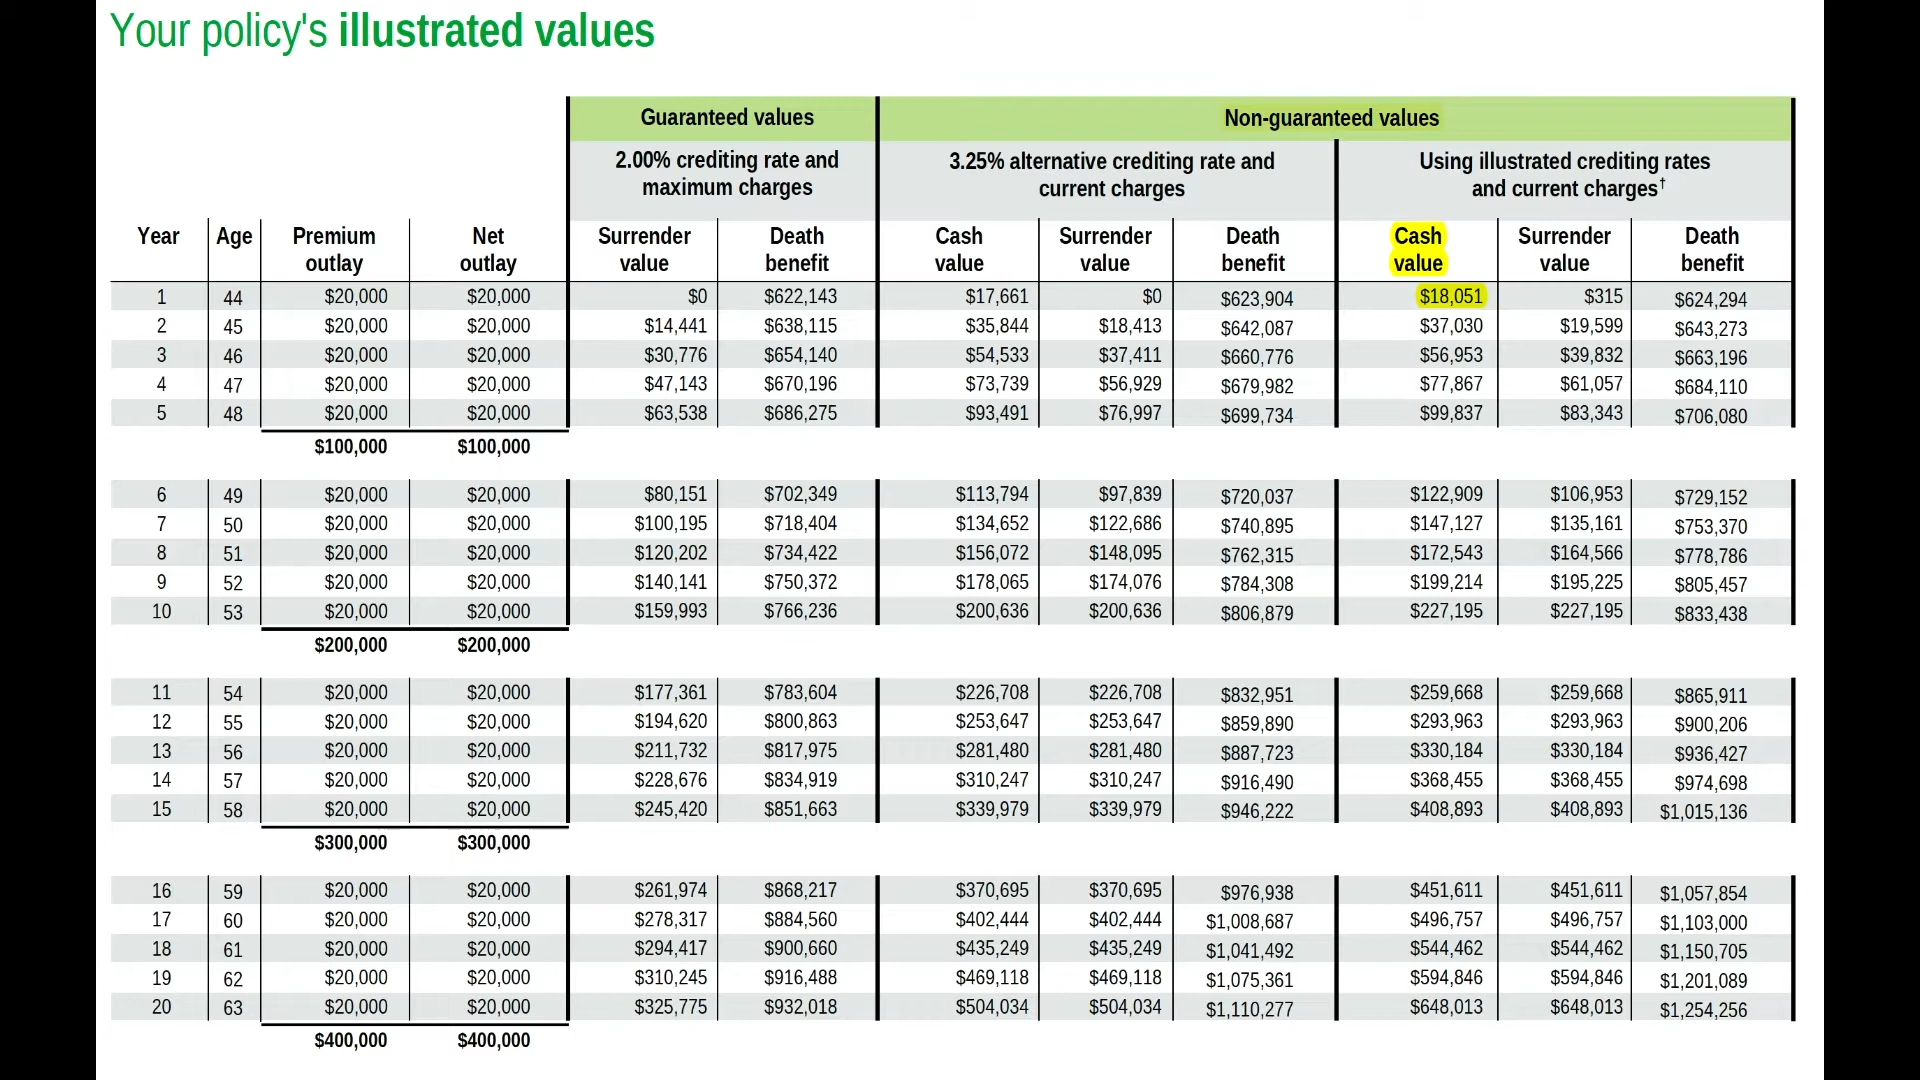 Your policy's illustrated values
Guaranteed values Non-guaranteed values
2.00% crediting rate and 3.25% alternative crediting rate and Using illustrated crediting rates
maximum charges current charges and current charges†
Year Age Premium Net Surrender Death Cash Surrender Death Cash Surrender Death
outlay outlay value benefit value value benefit value value benefit
1 44 $20,000 $20,000 $0 $622,143 $17,661 $0 $623,904 $18,051 $315 $624,294
2 45 $20,000 $20,000 $14,441 $638,115 $35,844 $18,413 $642,087 $37,030 $19,599 $643,273
3 46 $20,000 $20,000 $30,776 $654,140 $54,533 $37,411 $660,776 $56,953 $39,832 $663,196
4 47 $20,000 $20,000 $47,143 $670,196 $73,739 $56,929 $679,982 $77,867 $61,057 $684,110
5 48 $20,000 $20,000 $63,538 $686,275 $93,491 $76,997 $699,734 $99,837 $83,343 $706,080
$100,000 $100,000
6 49 $20,000 $20,000 $80,151 $702,349 $113,794 $97,839 $720,037 $122,909 $106,953 $729,152
7 50 $20,000 $20,000 $100,195 $718,404 $134,652 $122,686 $740,895 $147,127 $135,161 $753,370
8 51 $20,000 $20,000 $120,202 $734,422 $156,072 $148,095 $762,315 $172,543 $164,566 $778,786
9 52 $20,000 $20,000 $140,141 $750,372 $178,065 $174,076 $784,308 $199,214 $195,225 $805,457
10 53 $20,000 $20,000 $159,993 $766,236 $200,636 $200,636 $806,879 $227,195 $227,195 $833,438
$200,000 $200,000
11 54 $20,000 $20,000 $177,361 $783,604 $226,708 $226,708 $832,951 $259,668 $259,668 $865,911
12 55 $20,000 $20,000 $194,620 $800,863 $253,647 $253,647 $859,890 $293,963 $293,963 $900,206
13 56 $20,000 $20,000 $211,732 $817,975 $281,480 $281,480 $887,723 $330,184 $330,184 $936,427
14 57 $20,000 $20,000 $228,676 $834,919 $310,247 $310,247 $916,490 $368,455 $368,455 $974,698
15 58 $20,000 $20,000 $245,420 $851,663 $339,979 $339,979 $946,222 $408,893 $408,893 $1,015,136
$300,000 $300,000
16 59 $20,000 $20,000 $261,974 $868,217 $370,695 $370,695 $976,938 $451,611 $451,611 $1,057,854
17 60 $20,000 $20,000 $278,317 $884,560 $402,444 $402,444 $1,008,687 $496,757 $496,757 $1,103,000
18 61 $20,000 $20,000 $294,417 $900,660 $435,249 $435,249 $1,041,492 $544,462 $544,462 $1,150,705
19 62 $20,000 $20,000 $310,245 $916,488 $469,118 $469,118 $1,075,361 $594,846 $594,846 $1,201,089
20 63 $20,000 $20,000 $325,775 $932,018 $504,034 $504,034 $1,110,277 $648,013 $648,013 $1,254,256
$400,000 $400,000